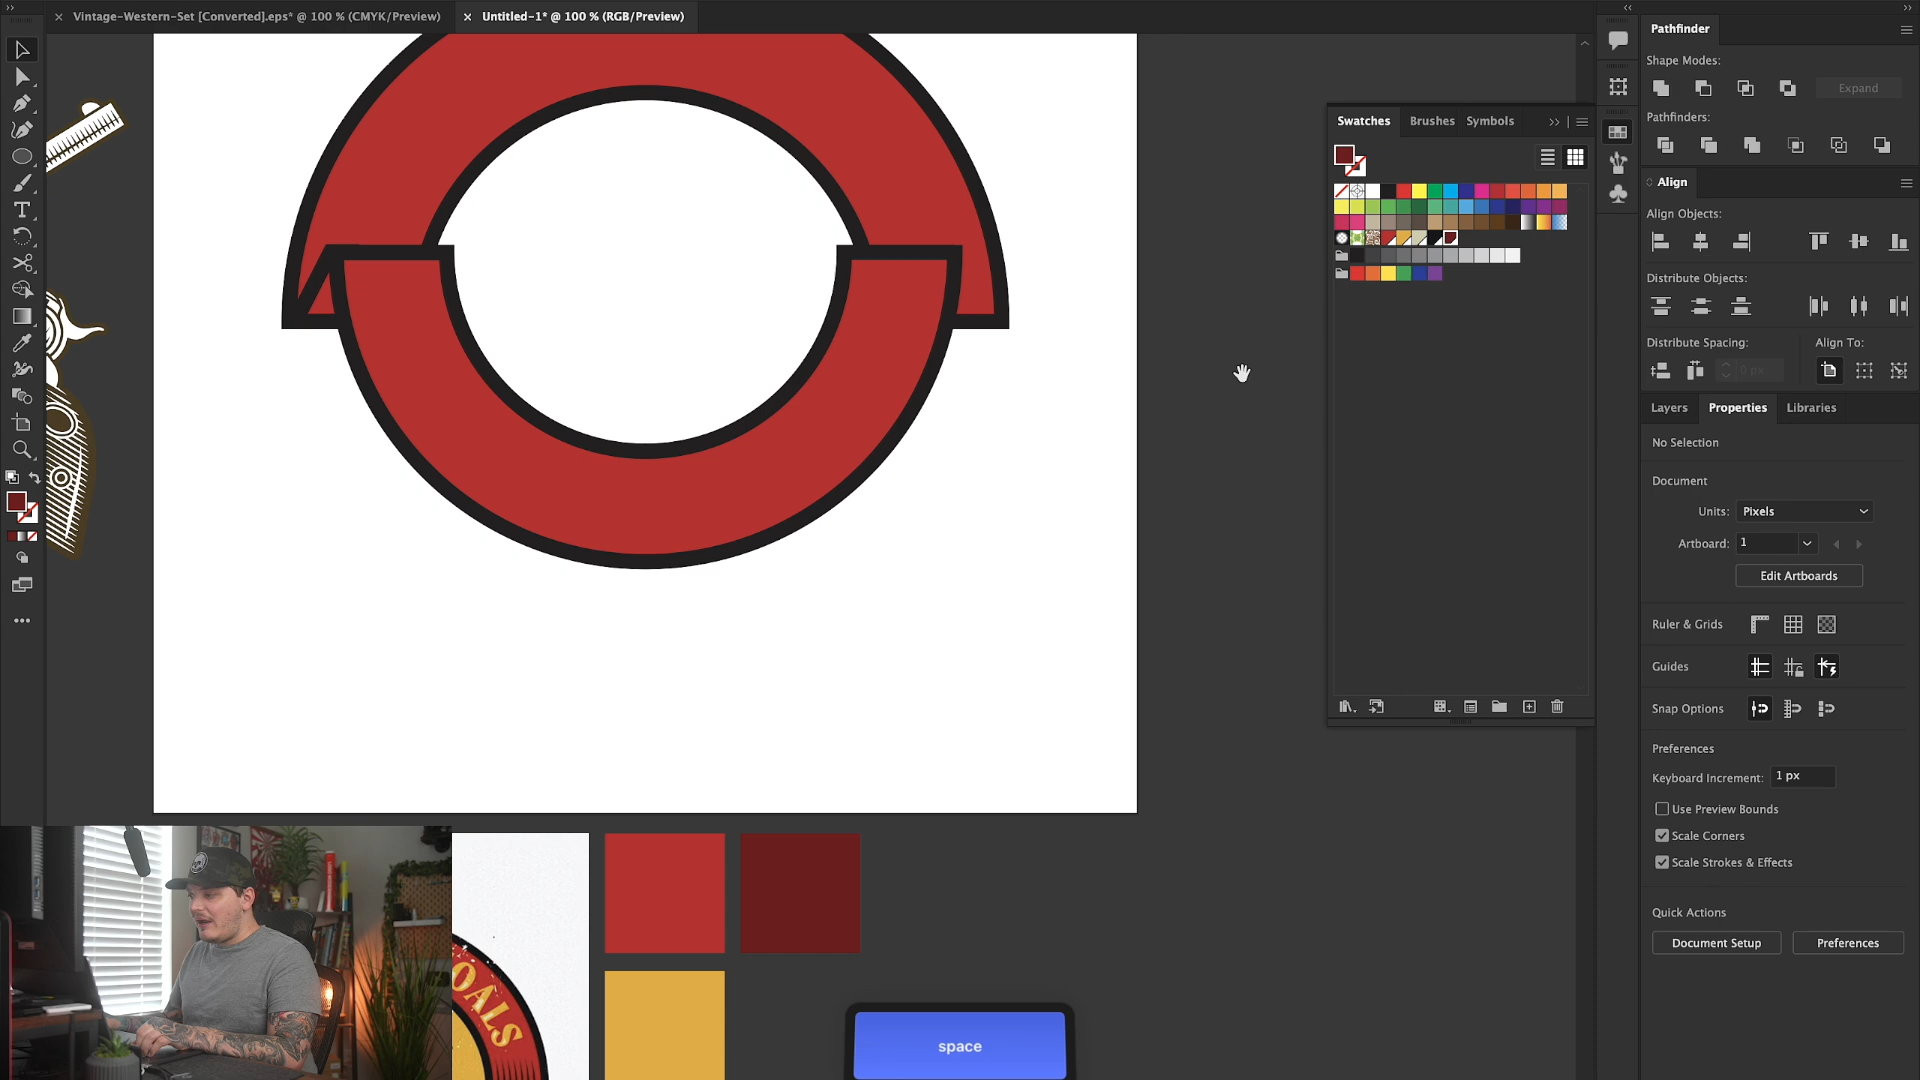 Vintage-Western-Set [Converted].eps* @ 100 % (CMYK/Preview)
Untitled-1* @ 100 % (RGB/Preview)
Pathfinder
Shape Modes:
Expand
Pathfinders:
Swatches
Brushes
Symbols
Align
Align Objects:
Distribute Objects:
Distribute Spacing:
Align To:
0 px
Layers
Properties
Libraries
No Selection
Document
Units:
Pixels
Artboard:
1
Edit Artboards
Ruler & Grids
Guides
Snap Options
Preferences
Keyboard Increment:
1 px
Use Preview Bounds
Scale Corners
Scale Strokes & Effects
Quick Actions
Document Setup
Preferences
OALS
space